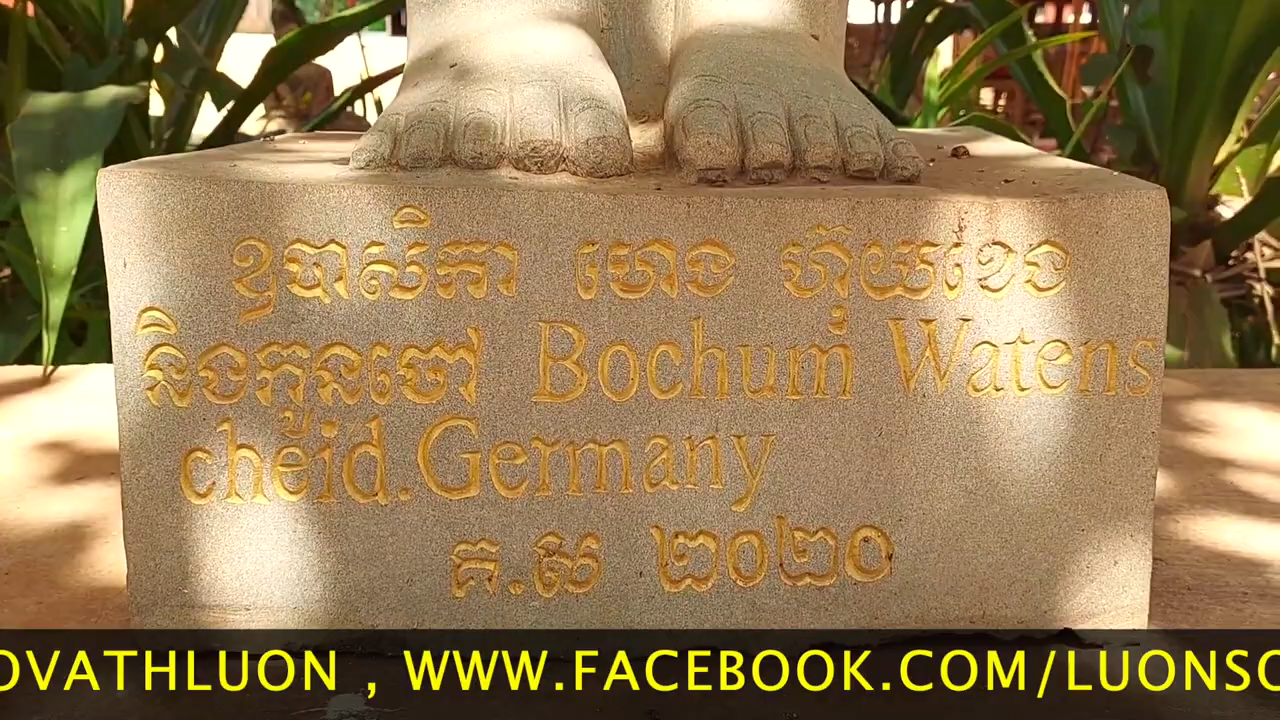 ឧបាសិកា ហេង ហ៊ុយខេង
និងកូនចៅ Bochum Watens
cheid.Germany
គ.ស ២០២០
OVATHLUON , WWW.FACEBOOK.COM/LUONSO